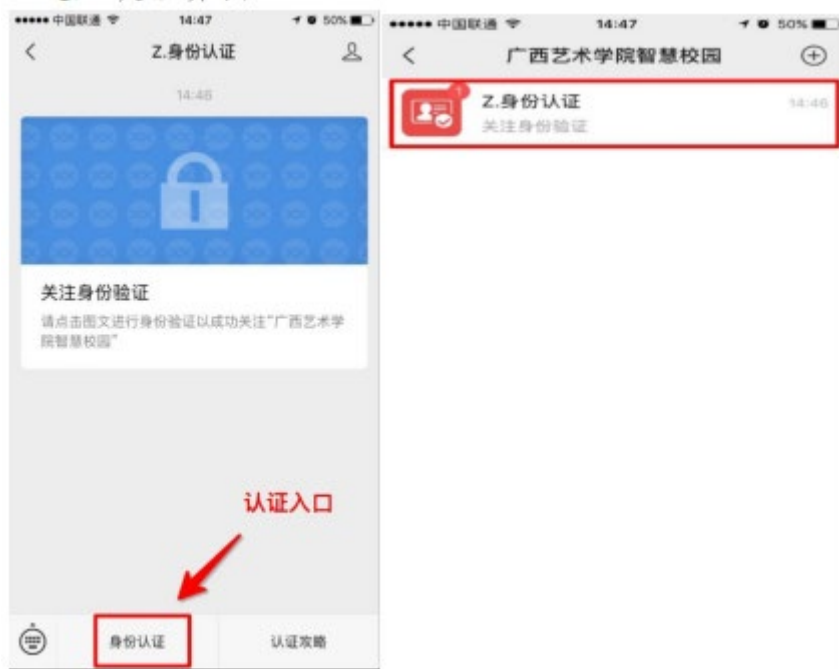 中国联通 14:47 50%
Z.身份认证
14:46
关注身份验证
请点击图文进行身份验证以成功关注“广西艺术学
院智慧校园”
认证入口
身份认证
认证攻略
中国联通 14:47 50%
广西艺术学院智慧校园
1
Z.身份认证
14:46
关注身份验证